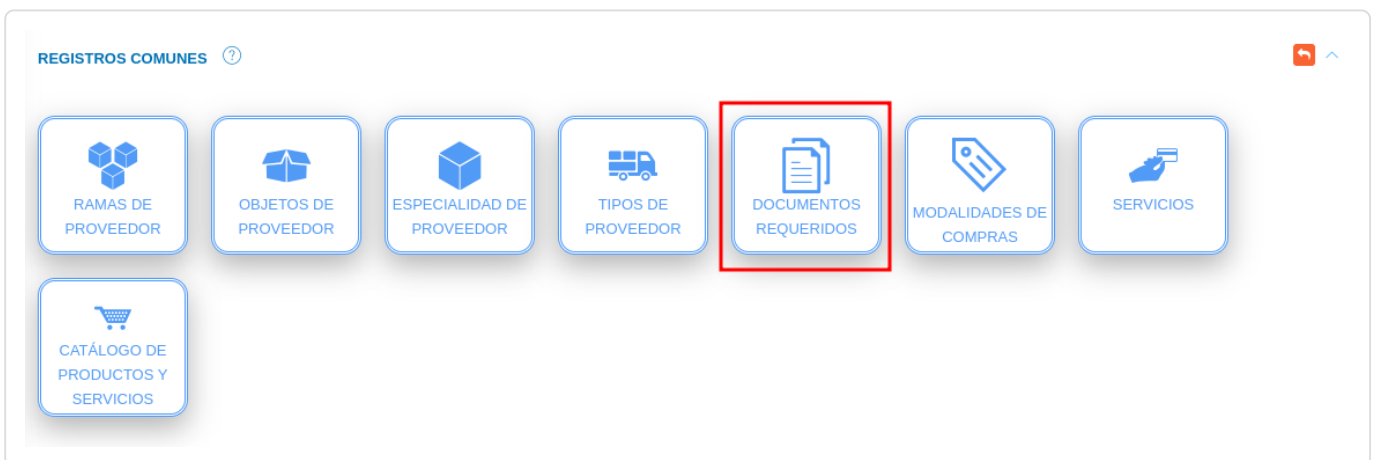 REGISTROS COMUNES ?
RAMAS DE
PROVEEDOR
OBJETOS DE
PROVEEDOR
ESPECIALIDAD DE
PROVEEDOR
TIPOS DE
PROVEEDOR
DOCUMENTOS
REQUERIDOS
MODALIDADES DE
COMPRAS
SERVICIOS
CATÁLOGO DE
PRODUCTOS Y
SERVICIOS